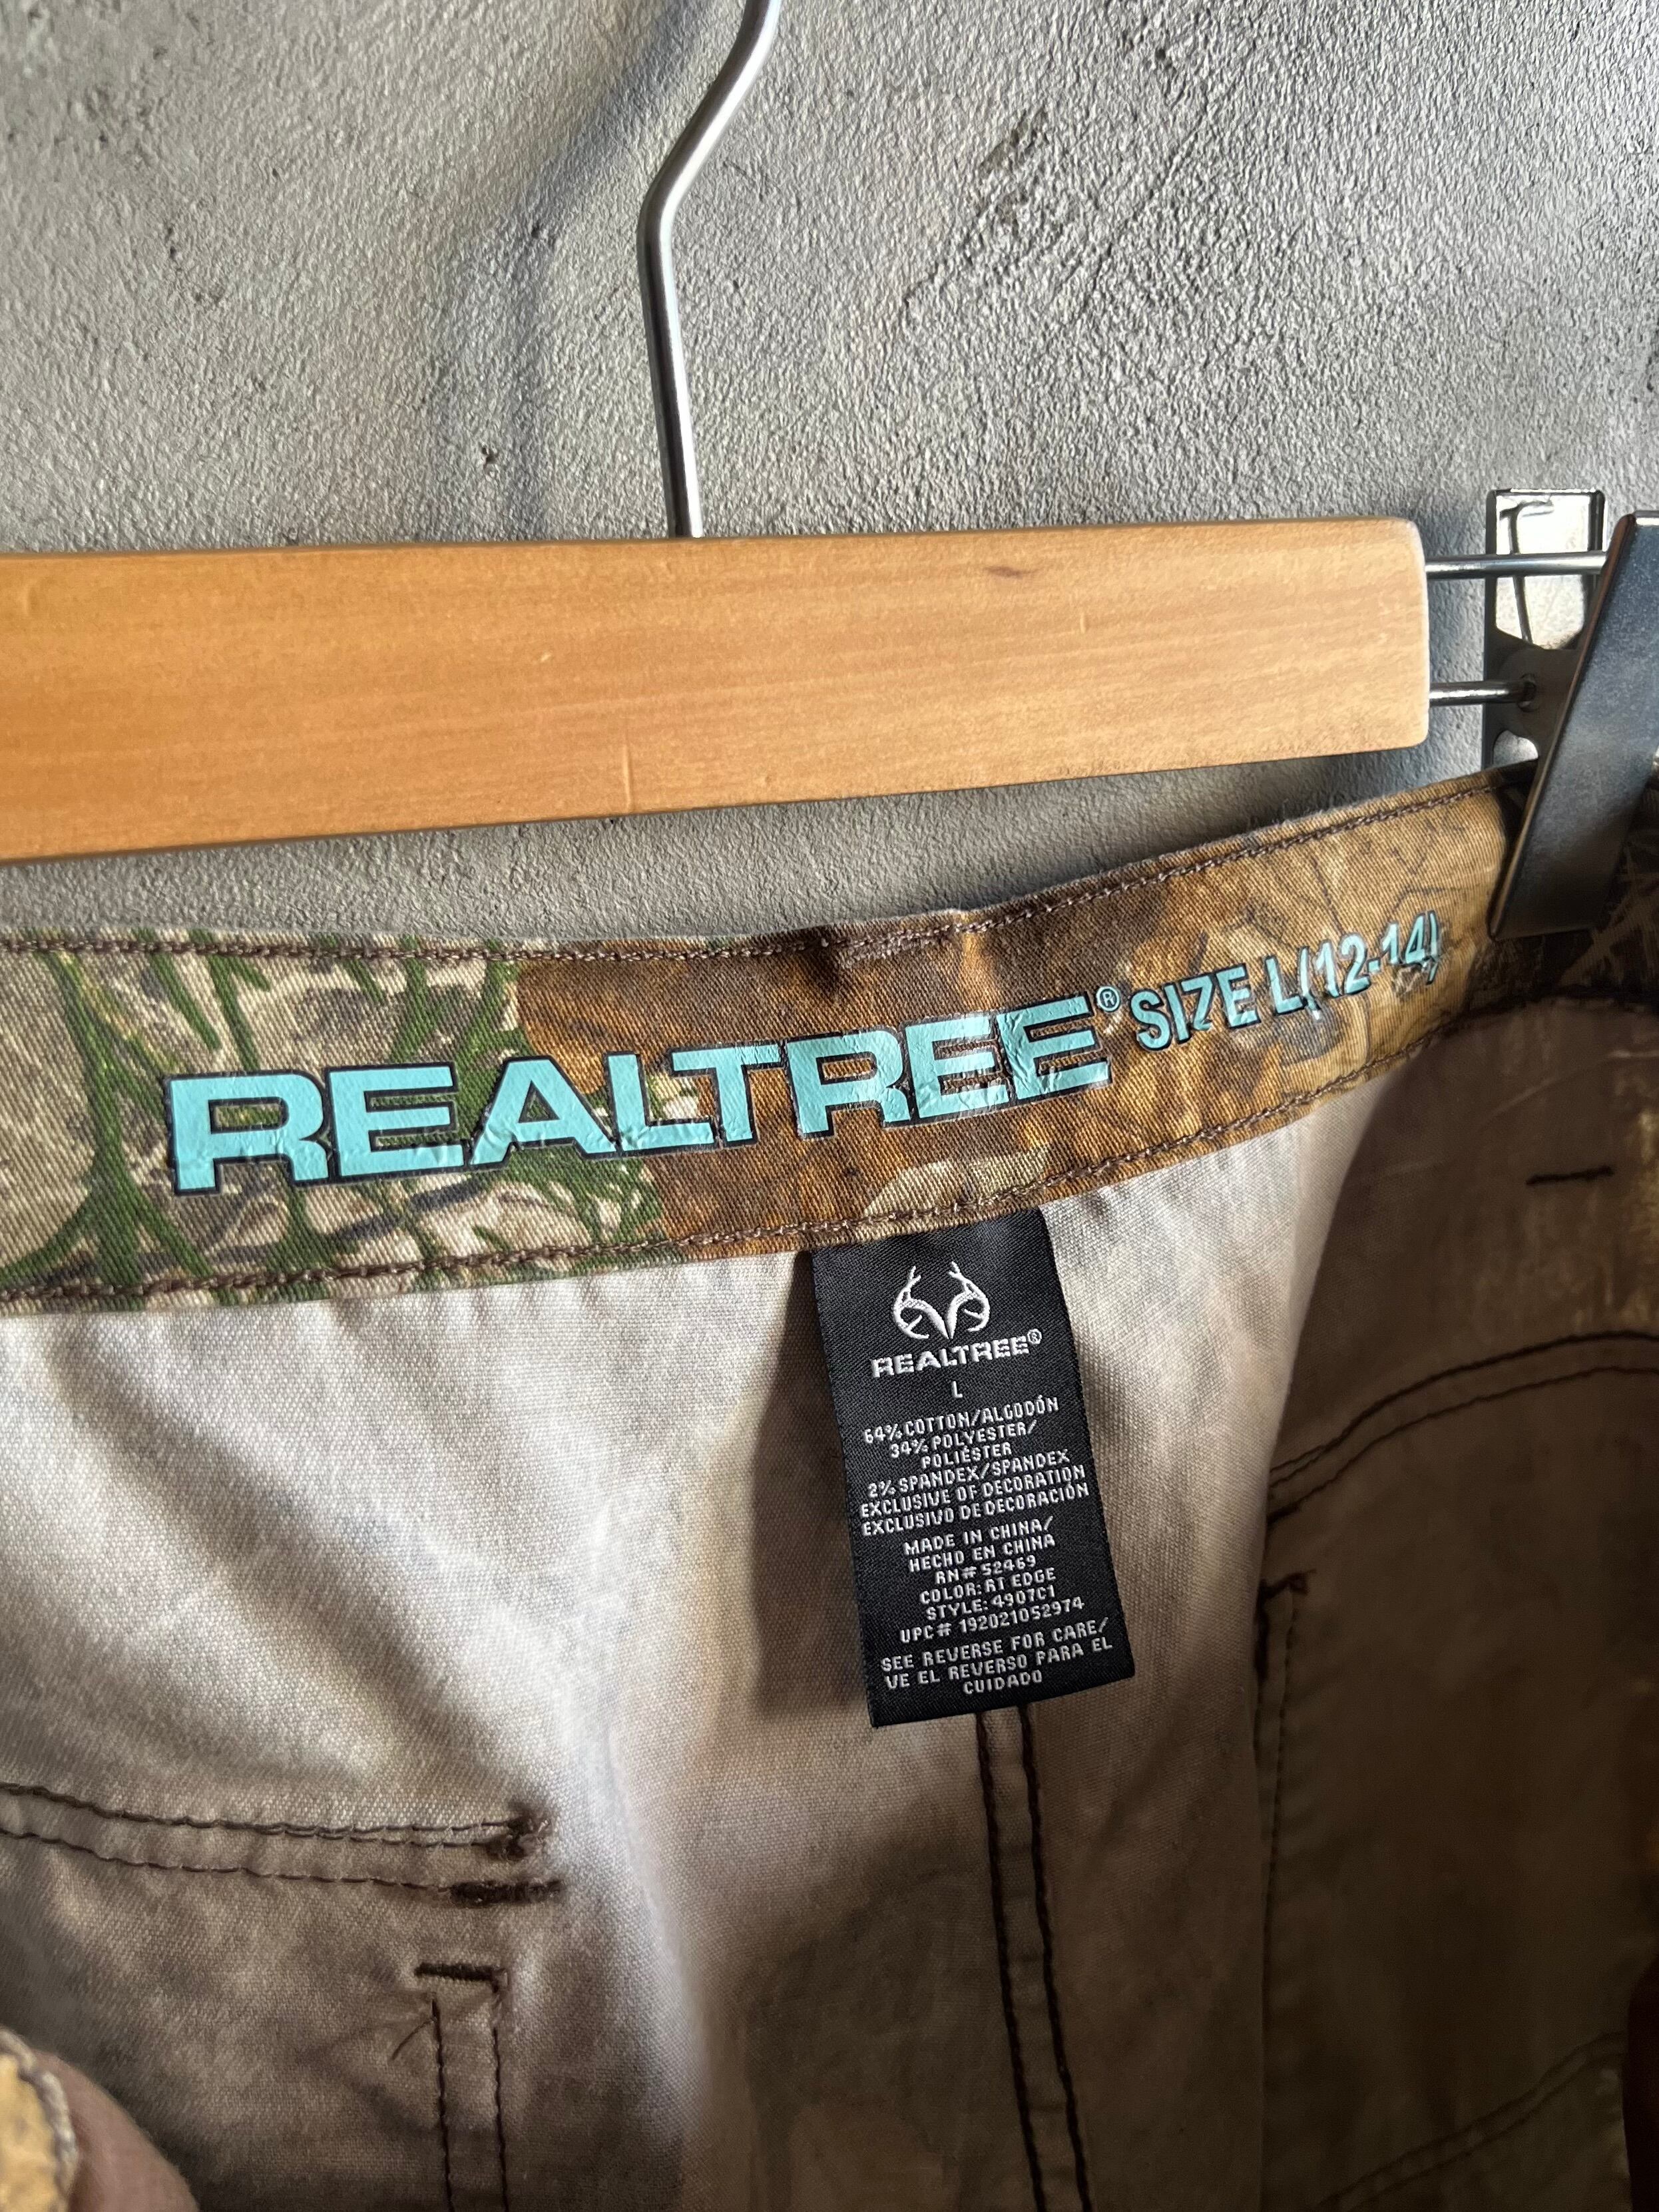 REALTREE® SIZE L(12-14)
REALTREE®
L
64% COTTON/ALGODÓN
34% POLYESTER/
POLIÉSTER
2% SPANDEX/SPANDEX
EXCLUSIVE OF DECORATION
EXCLUSIVO DE DECORACIÓN
MADE IN CHINA/
HECHO EN CHINA
RN# 52469
COLOR: RT EDGE
STYLE: 4907C1
UPC# 192021052974
SEE REVERSE FOR CARE/
VE EL REVERSO PARA EL
CUIDADO